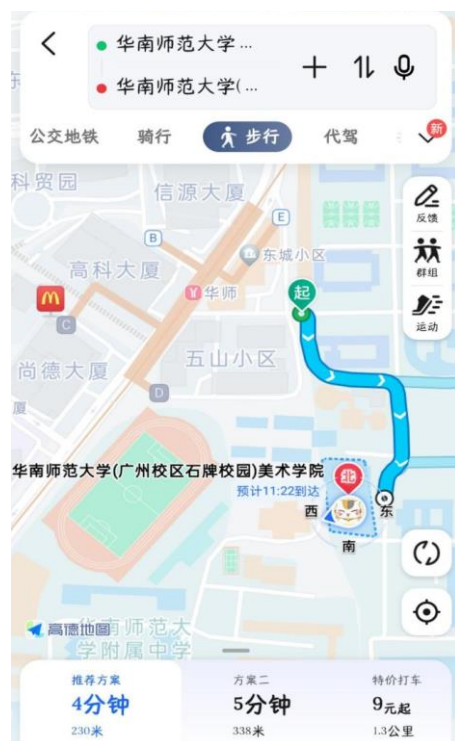 华南师范大学...
华南师范大学(...
公交地铁 骑行 步行 代驾 新
科贸园
信源大厦
反馈
E
B
东城小区
群组
高科大厦
华师
起
运动
C
五山小区
尚德大厦
D
厦
华南师范大学(广州校区石牌校园)美术学院
北
预计11:22到达
西 东
南
高德地图
华南师范大
学附属中学
推荐方案 方案二 特价打车
4分钟 5分钟 9元起
230米 338米 1.3公里